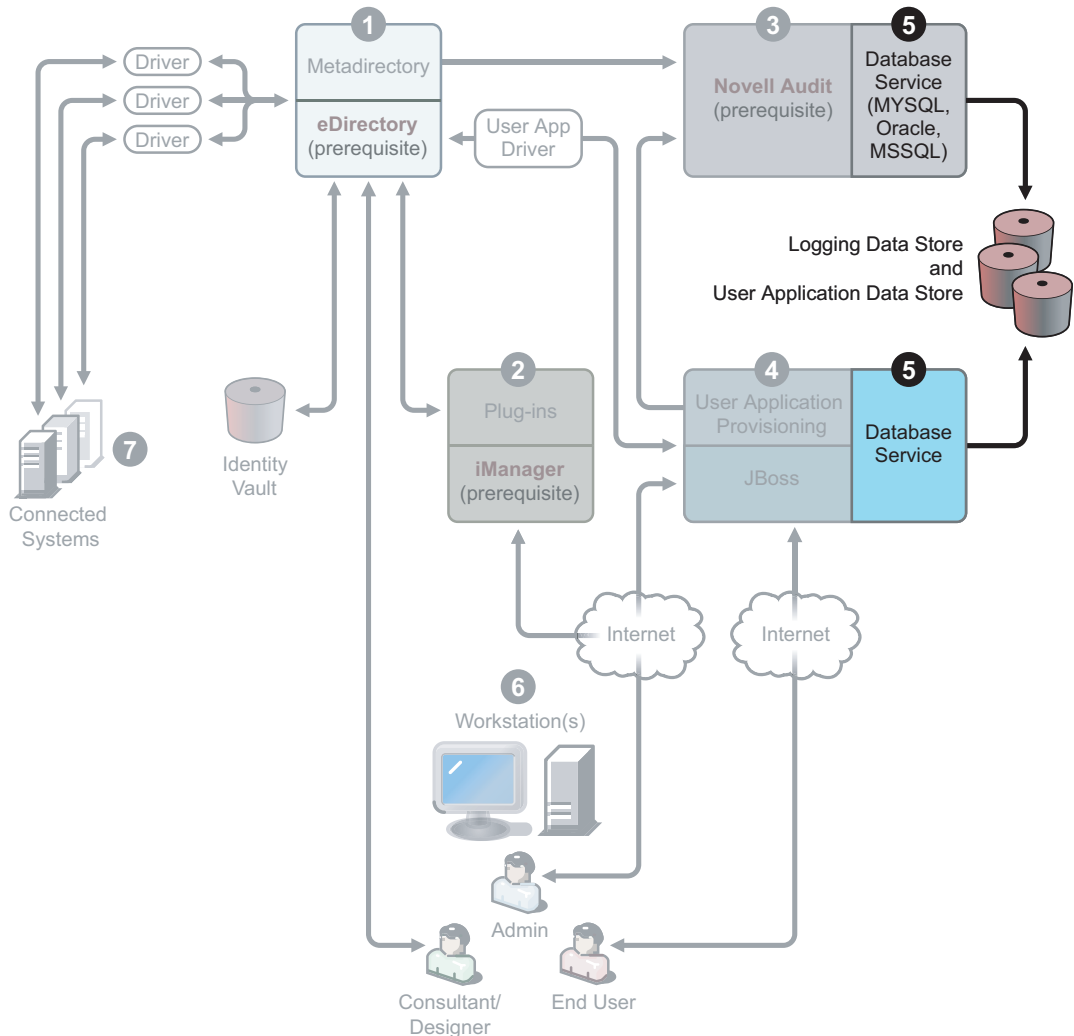 1
3
5
Driver
Driver
Driver
Metadirectory
eDirectory
(prerequisite)
User App
Driver
Novell Audit
(prerequisite)
Database
Service
(MYSQL,
Oracle,
MSSQL)
Logging Data Store
and
User Application Data Store
2
4
5
Plug-ins
iManager
(prerequisite)
User Application
Provisioning
JBoss
Database
Service
7
Connected
Systems
Identity
Vault
Internet
Internet
6
Workstation(s)
Admin
Consultant/
Designer
End User